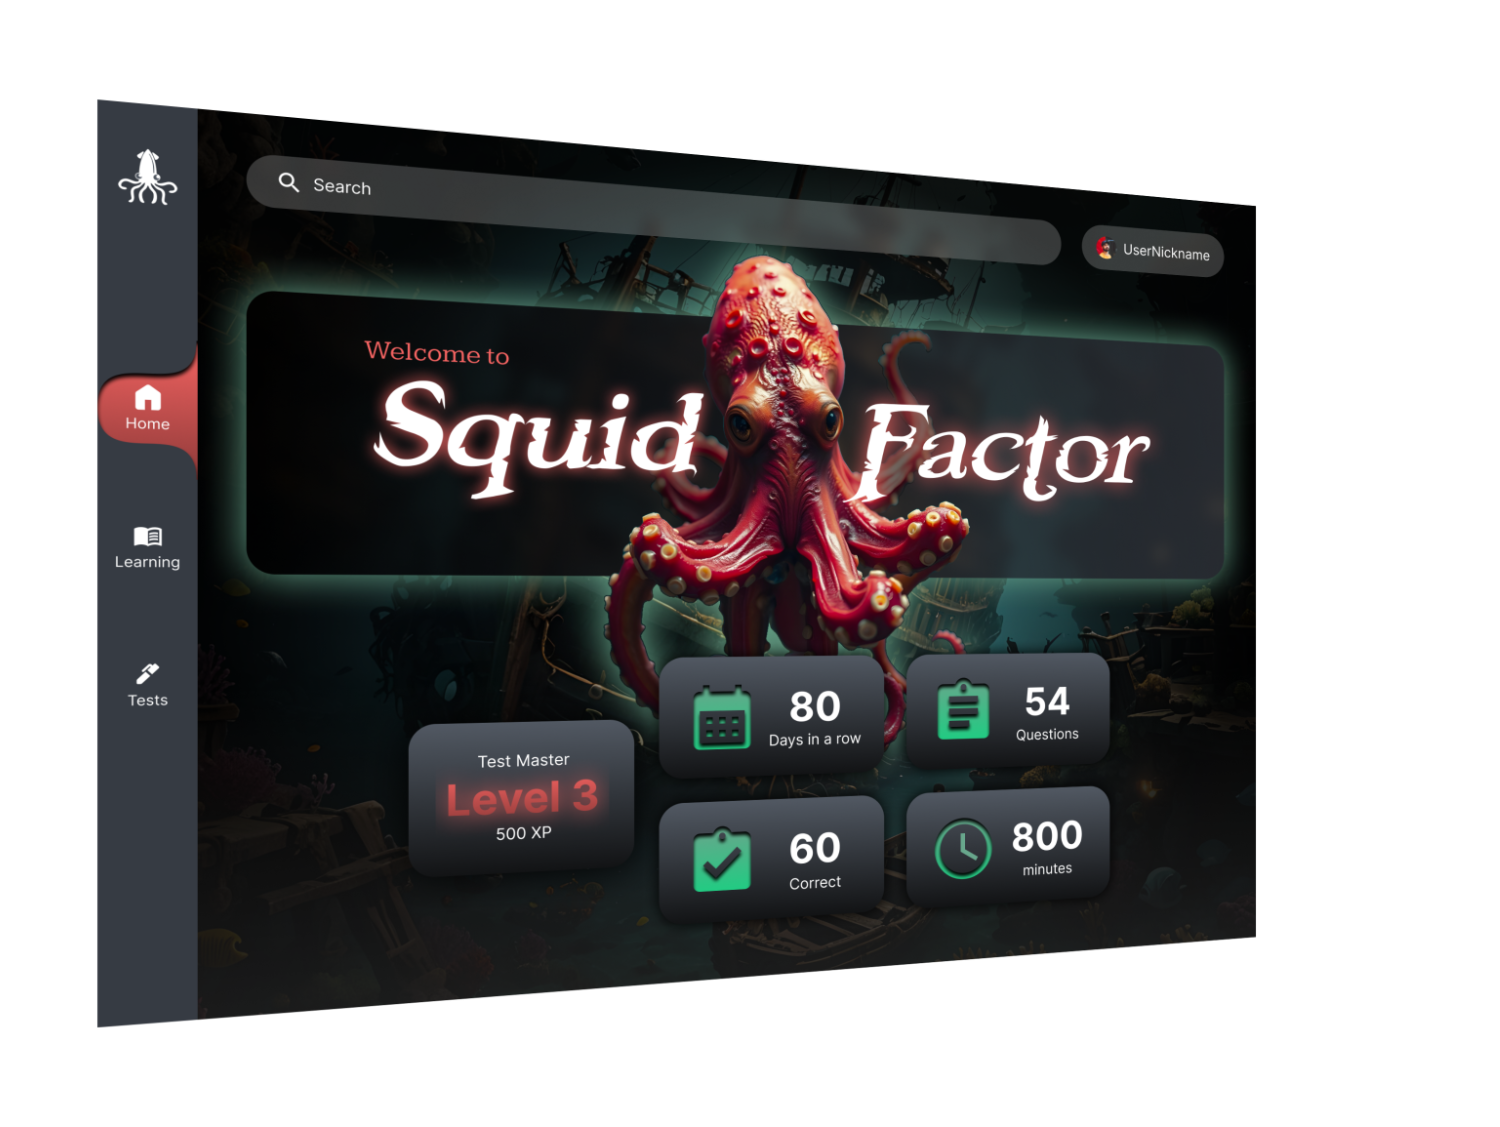 Search
UserNickname
Welcome to
Squid Factor
Home
Learning
Tests
Test Master
Level 3
500 XP
80
Days in a row
54
Questions
60
Correct
800
minutes